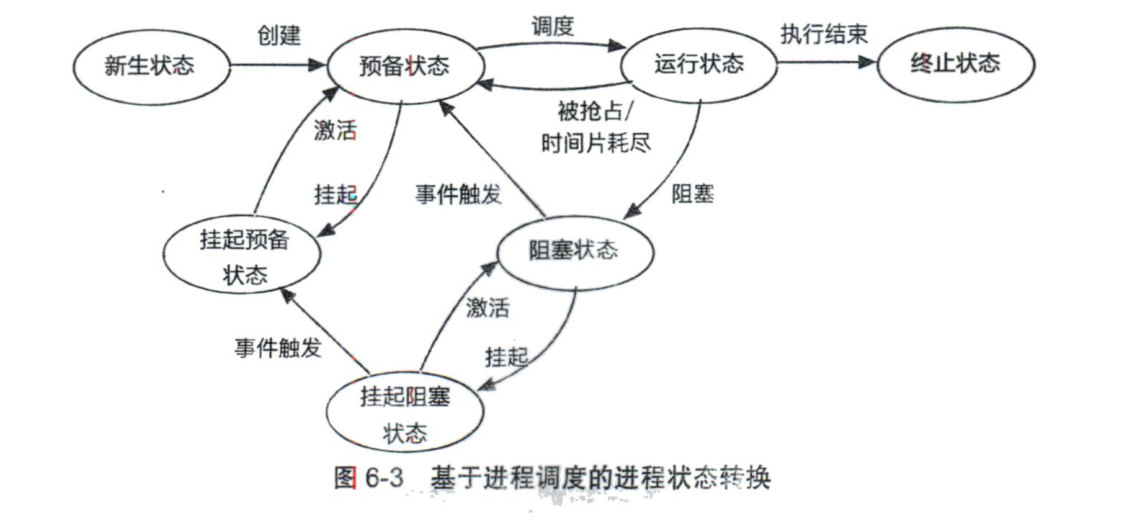 创建
调度
执行结束
新生状态
预备状态
运行状态
终止状态
被抢占/
时间片耗尽
激活
挂起
事件触发
阻塞
挂起预备
状态
阻塞状态
激活
事件触发
挂起
挂起阻塞
状态
图 6-3 基于进程调度的进程状态转换